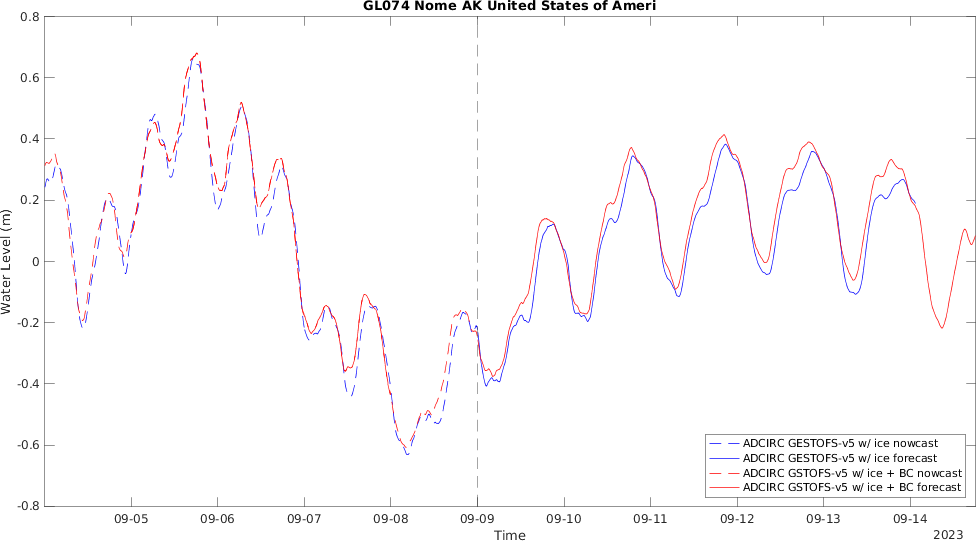 GL074 Nome AK United States of Ameri
0.8
0.6
0.4
0.2
0
-0.2
-0.4
-0.6
-0.8
Water Level (m)
ADCIRC GESTOFS-v5 w/ ice nowcast
ADCIRC GESTOFS-v5 w/ ice forecast
ADCIRC GSTOFS-v5 w/ ice + BC nowcast
ADCIRC GSTOFS-v5 w/ ice + BC forecast
09-05 09-06 09-07 09-08 09-09 09-10 09-11 09-12 09-13 09-14
Time
2023